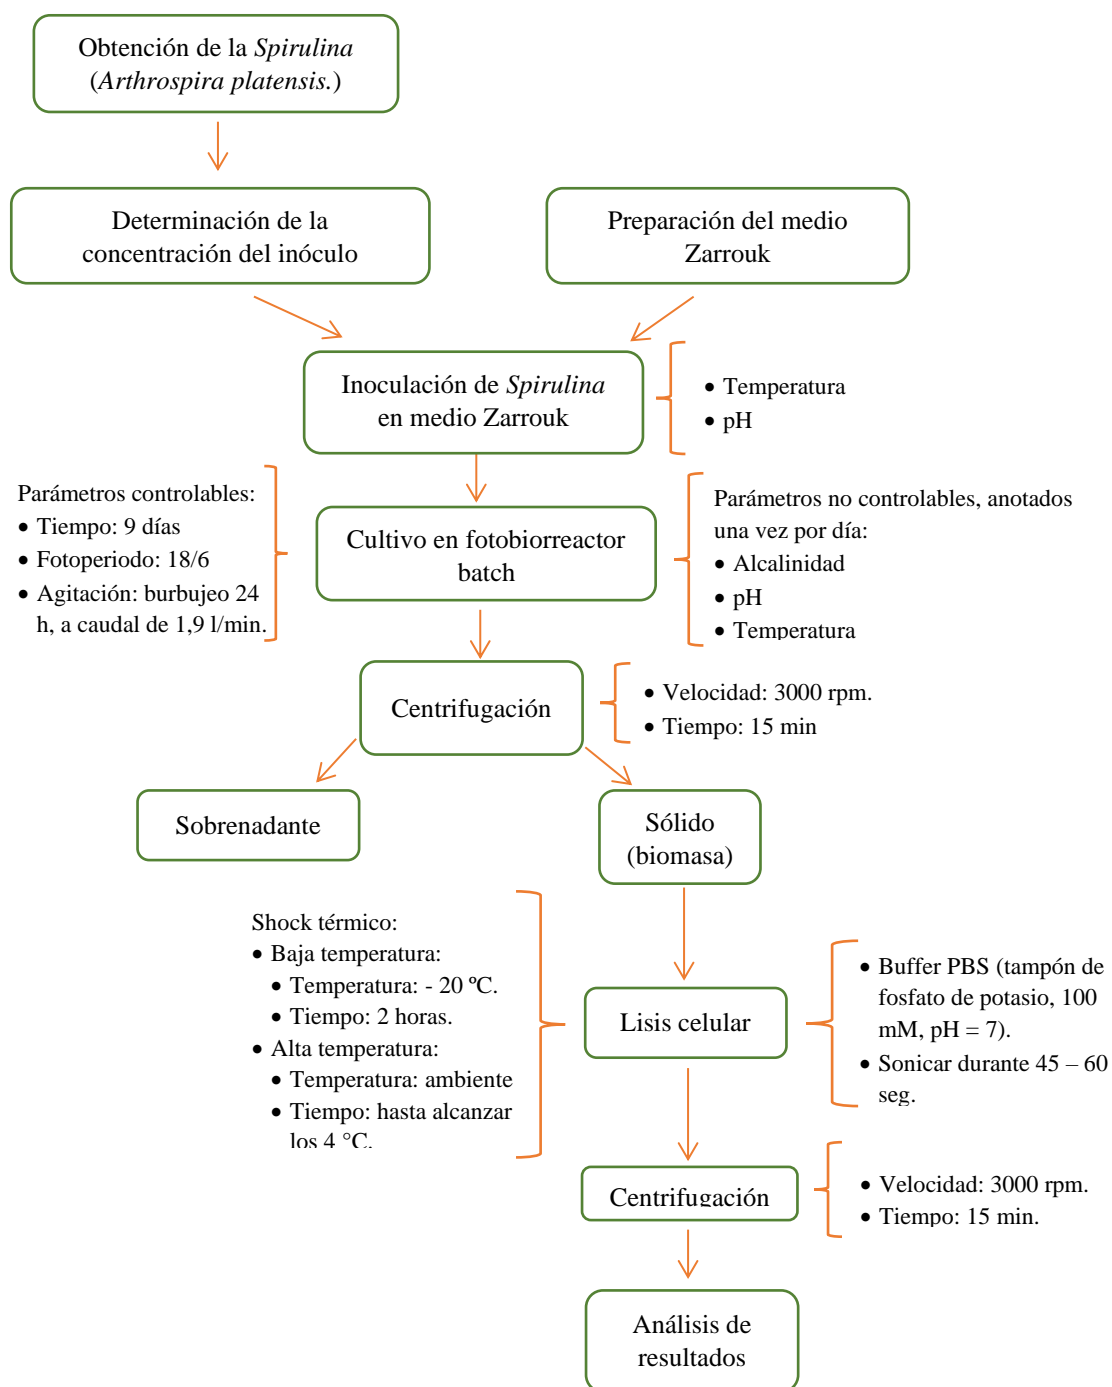 Obtención de la Spirulina
(Arthrospira platensis.)
Determinación de la
concentración del inóculo
Preparación del medio
Zarrouk
Inoculación de Spirulina
en medio Zarrouk
• Temperatura
• pH
Parámetros controlables:
• Tiempo: 9 días
• Fotoperiodo: 18/6
• Agitación: burbujeo 24
h, a caudal de 1,9 l/min.
Cultivo en fotobiorreactor
batch
Parámetros no controlables, anotados
una vez por día:
• Alcalinidad
• pH
• Temperatura
Centrifugación
• Velocidad: 3000 rpm.
• Tiempo: 15 min
Sobrenadante
Sólido
(biomasa)
Shock térmico:
• Baja temperatura:
• Temperatura: - 20 ºC.
• Tiempo: 2 horas.
• Alta temperatura:
• Temperatura: ambiente
• Tiempo: hasta alcanzar
los 4 °C.
Lisis celular
• Buffer PBS (tampón de
fosfato de potasio, 100
mM, pH = 7).
• Sonicar durante 45 – 60
seg.
Centrifugación
• Velocidad: 3000 rpm.
• Tiempo: 15 min.
Análisis de
resultados